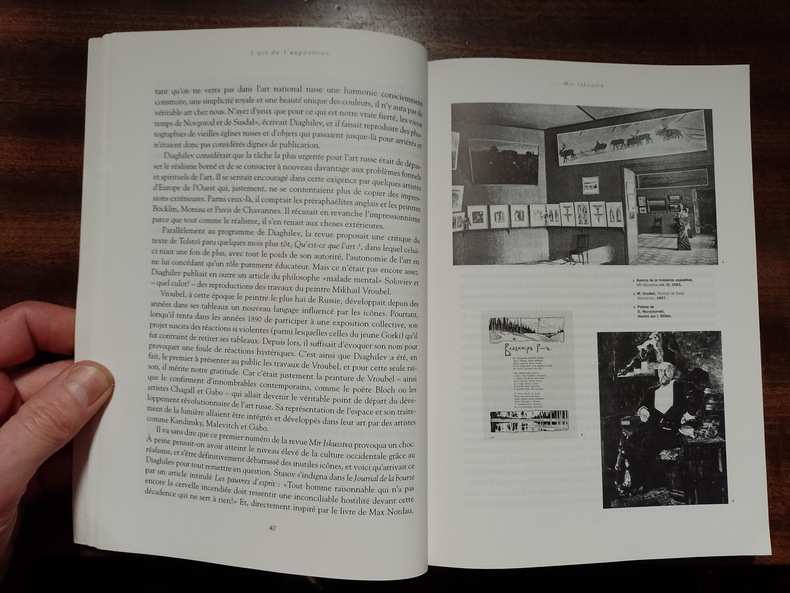 L'art de l'exposition
tant qu'on ne verra pas dans l'art national russe une harmonie consciemment
construite, une simplicité royale et une beauté unique des couleurs, il n'y aura pas de
véritable art chez nous. N'ayez d'yeux que pour ce qui est notre vraie fierté, les vieux
temps de Novgorod et de Susdal», écrivait Diaghilev, et il faisait reproduire des pho-
tographies de vieilles églises russes et d'objets qui passaient jusque-là pour arriérés et
n'étaient donc pas considérés dignes de publication.
Diaghilev considérait que la tâche la plus urgente pour l'art russe était de dépas-
ser le réalisme borné et de se consacrer à nouveau davantage aux problèmes formels
et spirituels de l'art. Il se sentait encouragé dans cette exigence par quelques artistes
d'Europe de l'Ouest qui, justement, ne se contentaient plus de copier des impres-
sions extérieures. Parmi ceux-là, il comptait les préraphaélites anglais et les peintres
Böcklin, Moreau et Puvis de Chavannes. Il récusait en revanche l'impressionnisme
parce que tout comme le réalisme, il s'en tenait aux choses extérieures.
Parallèlement au programme de Diaghilev, la revue proposait une critique du
texte de Tolstoï paru quelques mois plus tôt, Qu'est-ce que l'art ?, dans lequel celui-
ci niait une fois de plus, avec tout le poids de son autorité, l'autonomie de l'art en
ne lui concédant qu'un rôle purement éducateur. Mais ce n'était pas encore assez.
Diaghilev publiait en outre un article du philosophe «malade mental» Soloviev et
– quel culot ! – des reproductions des travaux du peintre Mikhaïl Vroubel.
Vroubel, à cette époque le peintre le plus haï de Russie, développait depuis des
années dans ses tableaux un nouveau langage influencé par les icônes. Pourtant,
lorsqu'il tenta dans les années 1890 de participer à une exposition collective, son
projet suscita des réactions si violentes (parmi lesquelles celles du jeune Gorki) qu'il
fut contraint de retirer ses tableaux. Depuis lors, il suffisait d'évoquer son nom pour
provoquer une foule de réactions hystériques. C'est ainsi que Diaghilev a été, en
fait, le premier à présenter au public les travaux de Vroubel, et pour cette seule rai-
son, il mérite notre gratitude. Car c'était justement la peinture de Vroubel – ainsi
que le confirment d'innombrables contemporains, comme le poète Bloch ou les
artistes Chagall et Gabo – qui allait devenir le véritable point de départ du déve-
loppement révolutionnaire de l'art russe. Sa représentation de l'espace et son traite-
ment de la lumière allaient être intégrés et développés dans leur art par des artistes
comme Kandinsky, Malevitch et Gabo.
Il va sans dire que ce premier numéro de la revue Mir Iskusstva provoqua un choc.
À peine pensait-on avoir atteint le niveau élevé de la culture occidentale grâce au
réalisme, et s'être définitivement débarrassé des inutiles icônes, et voici qu'arrivait ce
Diaghilev pour tout remettre en question. Stasov s'indigna dans le Journal de la bourse
par un article intitulé Les pauvres d'esprit : «Tout homme raisonnable qui n'a pas
encore la cervelle incendiée doit ressentir une inconciliable hostilité devant cette
décadence qui ne sert à rien!» Et, directement inspiré par le livre de Max Nordau,
40
Mir Iskusstva
Aperçu de la troisième exposition,
Mir Iskusstva, vol. IV, 1901.
M. Vroubel,
1897.
Poème de